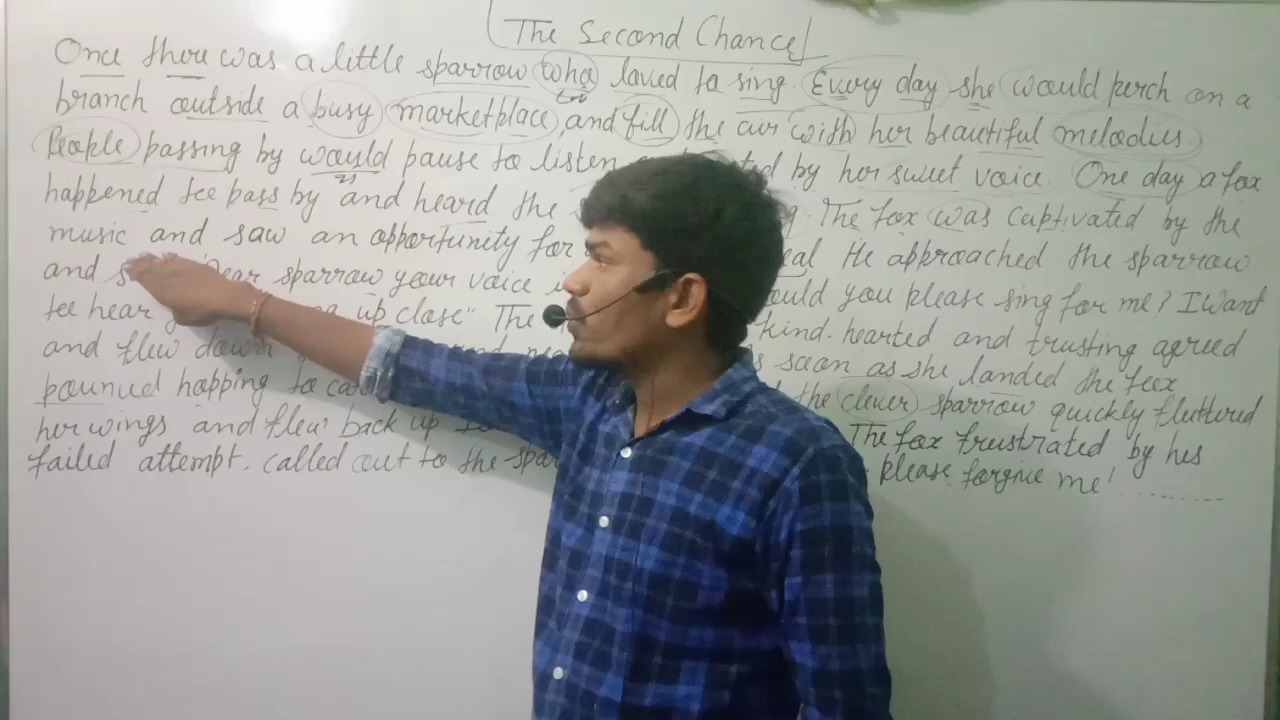 The Second Chance
Once there was a little sparrow who loved to sing Every day she would perch on a
branch outside a busy marketplace and fill the air with her beautiful melodies
People passing by would pause to listen by her sweet voice. One day a fox
happened tee pass by and heard the The fox was captivated by the
music and saw an opportunity for He approached the sparrow
and sparrow your voice would you please sing for me? I want
tee hear up close" The kind-hearted and trusting agreed
and flew down as soon as she landed the feex
happing to the clever sparrow quickly fluttered
her wings and flew back up The fox frustrated by his
failed attempt. called out to the please forgive me! ..........